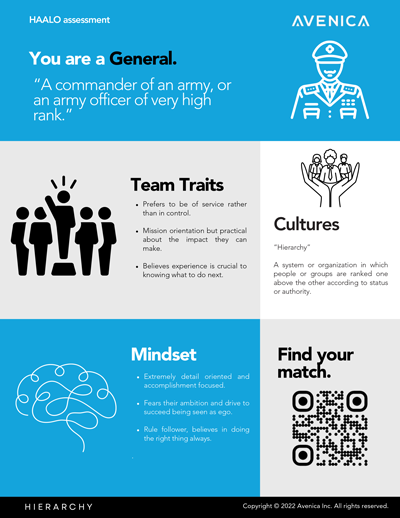 HAALO assessment
AVENICA
You are a General.
“A commander of an army, or
an army officer of very high
rank.”
Team Traits
• Prefers to be of service rather
than in control.
• Mission orientation but practical
about the impact they can
make.
• Believes experience is crucial to
knowing what to do next.
Cultures
“Hierarchy”
A system or organization in which
people or groups are ranked one
above the other according to status
or authority.
Mindset
• Extremely detail oriented and
accomplishment focused.
• Fears their ambition and drive to
succeed being seen as ego.
• Rule follower, believes in doing
the right thing always.
.
Find your
match.
HIERARCHY
Copyright © 2022 Avenica Inc. All rights reserved.